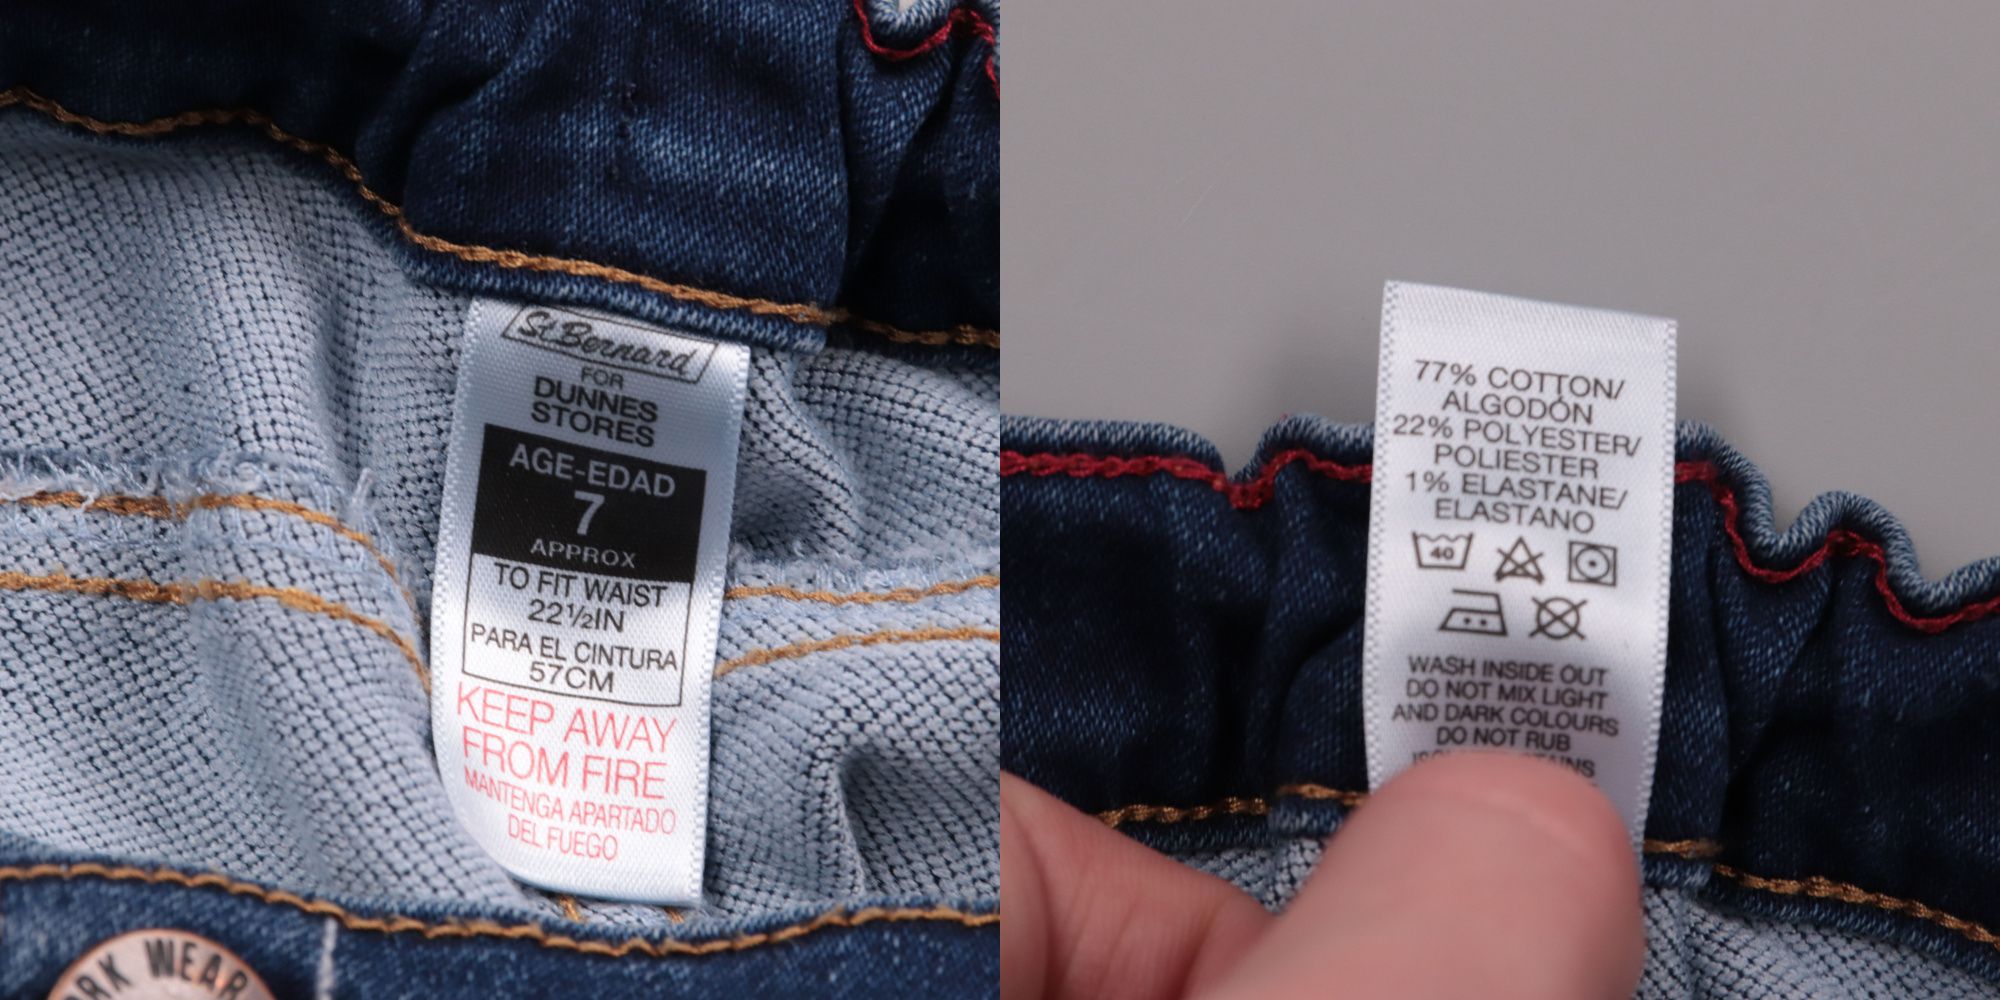 St.Bernard
FOR
DUNNES
STORES
AGE-EDAD
7
APPROX
TO FIT WAIST
22½IN
PARA EL CINTURA
57CM
KEEP AWAY
FROM FIRE
MANTENGA APARTADO
DEL FUEGO
WEAR
77% COTTON/
ALGODÓN
22% POLYESTER/
POLIESTER
1% ELASTANE/
ELASTANO
40
WASH INSIDE OUT
DO NOT MIX LIGHT
AND DARK COLOURS
DO NOT RUB